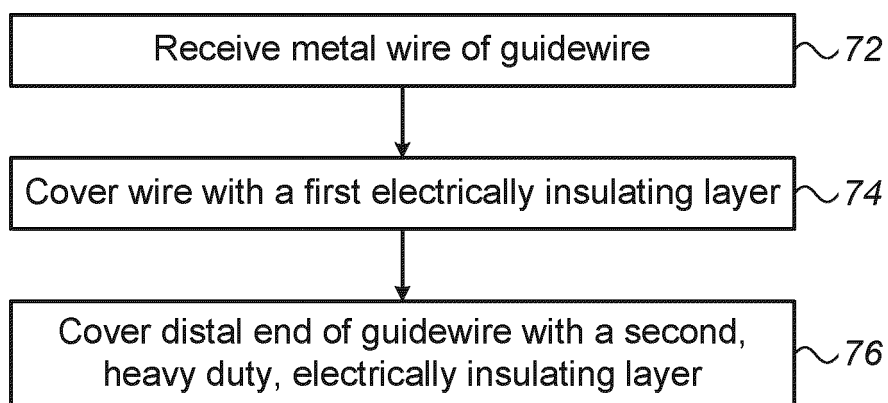 Receive metal wire of guidewire 72
Cover wire with a first electrically insulating layer 74
Cover distal end of guidewire with a second,
heavy duty, electrically insulating layer 76